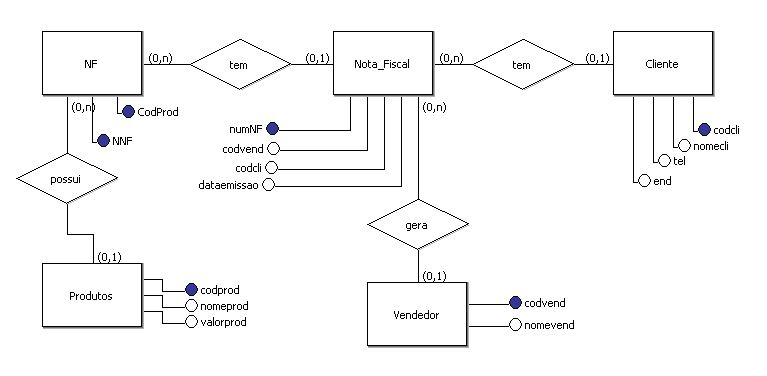 NF
(0,n)
tem
(0,1)
Nota_Fiscal
(0,n)
tem
(0,1)
Cliente
(0,n)
CodProd
NNF
numNF
codvend
codcli
dataemissao
(0,n)
codcli
nomecli
tel
end
possui
gera
(0,1)
Produtos
codprod
nomeprod
valorprod
(0,1)
Vendedor
codvend
nomevend